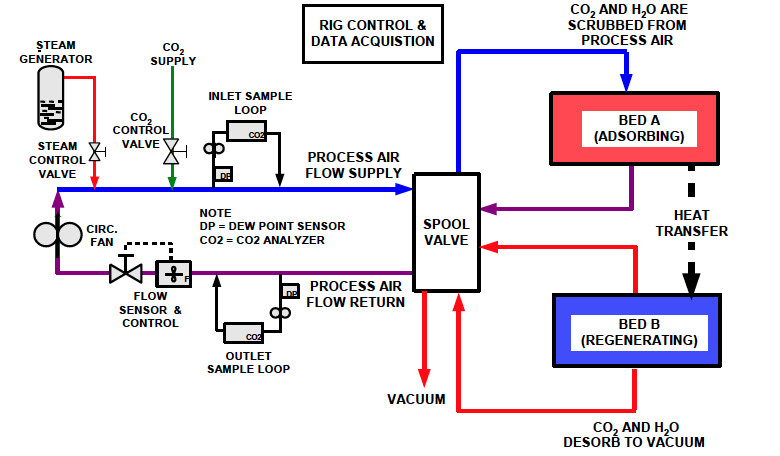 RIG CONTROL &
DATA ACQUISTION
CO₂ AND H₂O ARE
SCRUBBED FROM
PROCESS AIR
STEAM
GENERATOR
CO₂
SUPPLY
INLET SAMPLE
LOOP
CO2
DP
CO₂
CONTROL
VALVE
STEAM
CONTROL
VALVE
BED A
(ADSORBING)
PROCESS AIR
FLOW SUPPLY
NOTE
DP = DEW POINT SENSOR
CO2 = CO2 ANALYZER
CIRC.
FAN
SPOOL
VALVE
HEAT
TRANSFER
F
FLOW
SENSOR &
CONTROL
PROCESS AIR
FLOW RETURN
DP
CO2
OUTLET
SAMPLE LOOP
BED B
(REGENERATING)
VACUUM
CO₂ AND H₂O
DESORB TO VACUUM